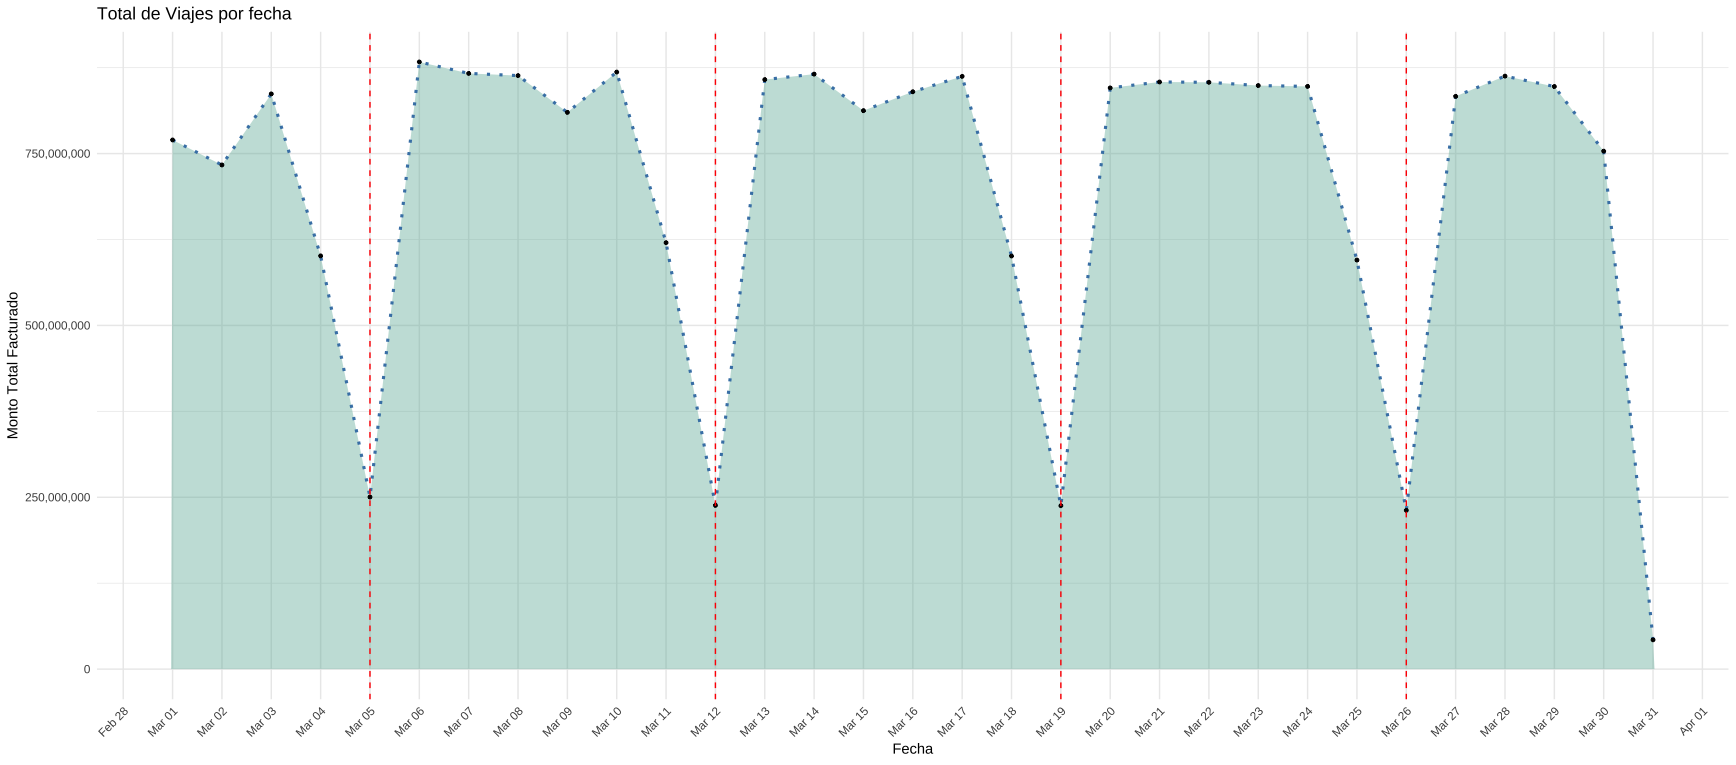 Total de Viajes por fecha
Monto Total Facturado
750,000,000
500,000,000
250,000,000
0
Feb 28
Mar 01
Mar 02
Mar 03
Mar 04
Mar 05
Mar 06
Mar 07
Mar 08
Mar 09
Mar 10
Mar 11
Mar 12
Mar 13
Mar 14
Mar 15
Mar 16
Mar 17
Mar 18
Mar 19
Mar 20
Mar 21
Mar 22
Mar 23
Mar 24
Mar 25
Mar 26
Mar 27
Mar 28
Mar 29
Mar 30
Mar 31
Apr 01
Fecha